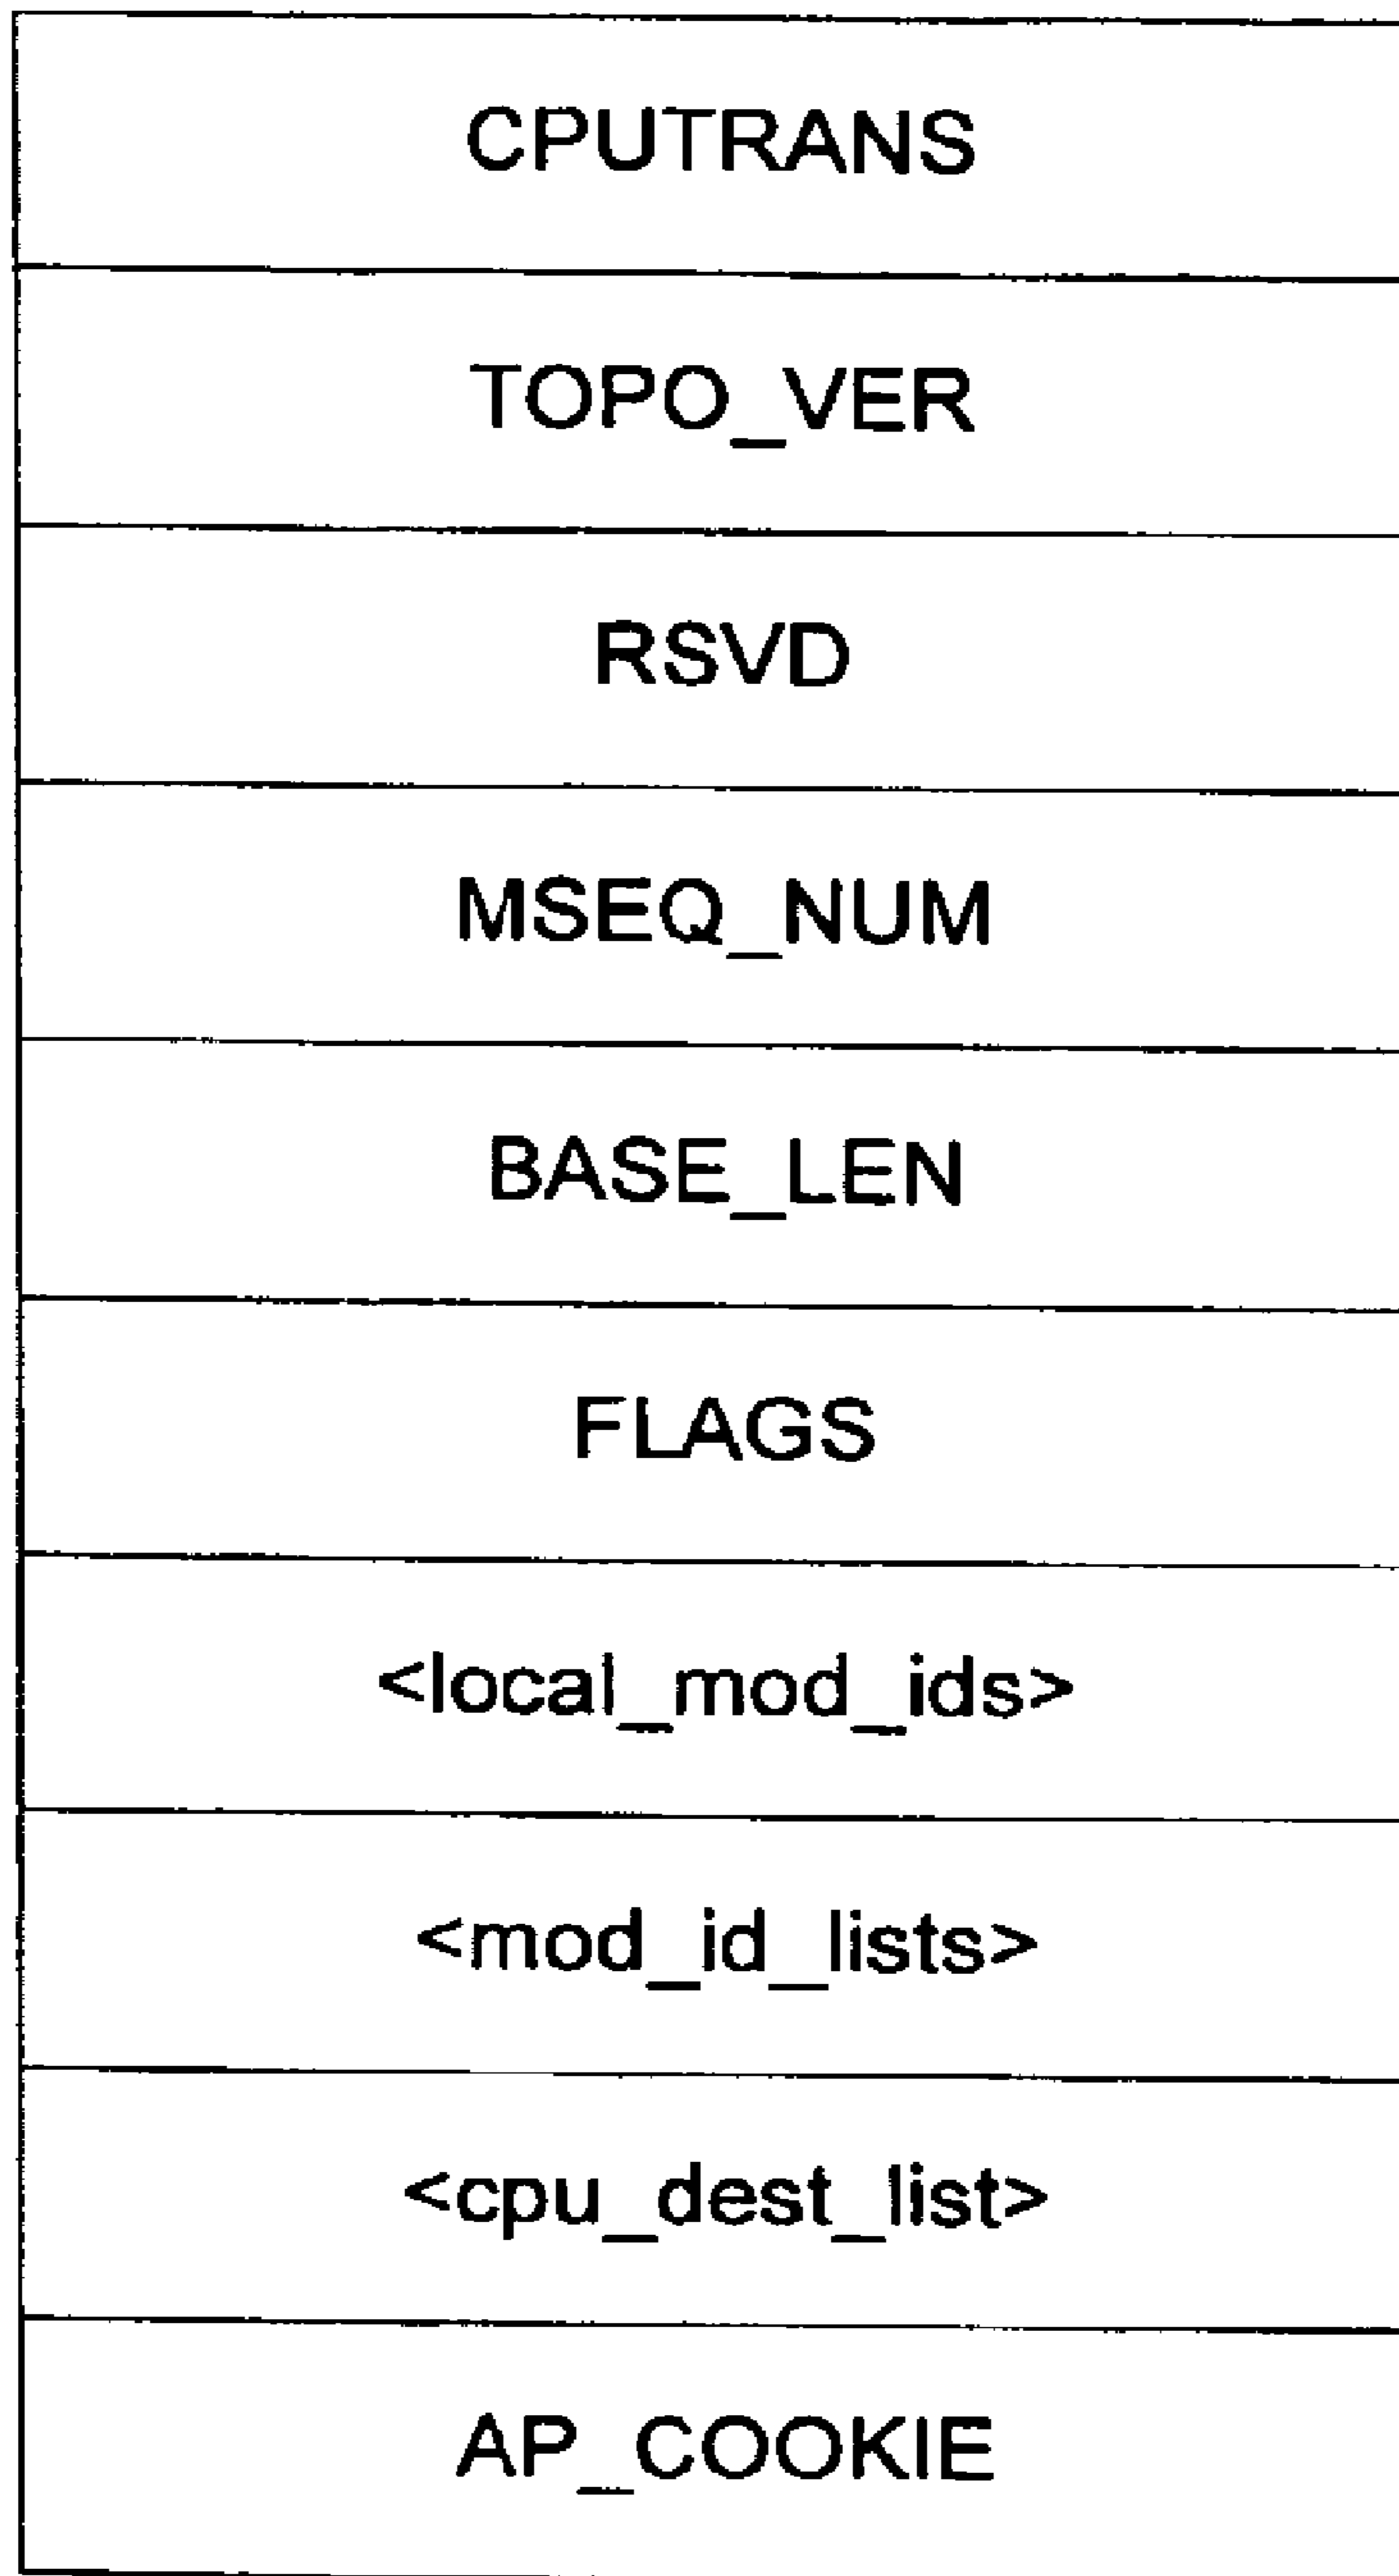 CPUTRANS
TOPO_VER
RSVD
MSEQ_NUM
BASE_LEN
FLAGS
<local_mod_ids>
<mod_id_lists>
<cpu_dest_list>
AP_COOKIE